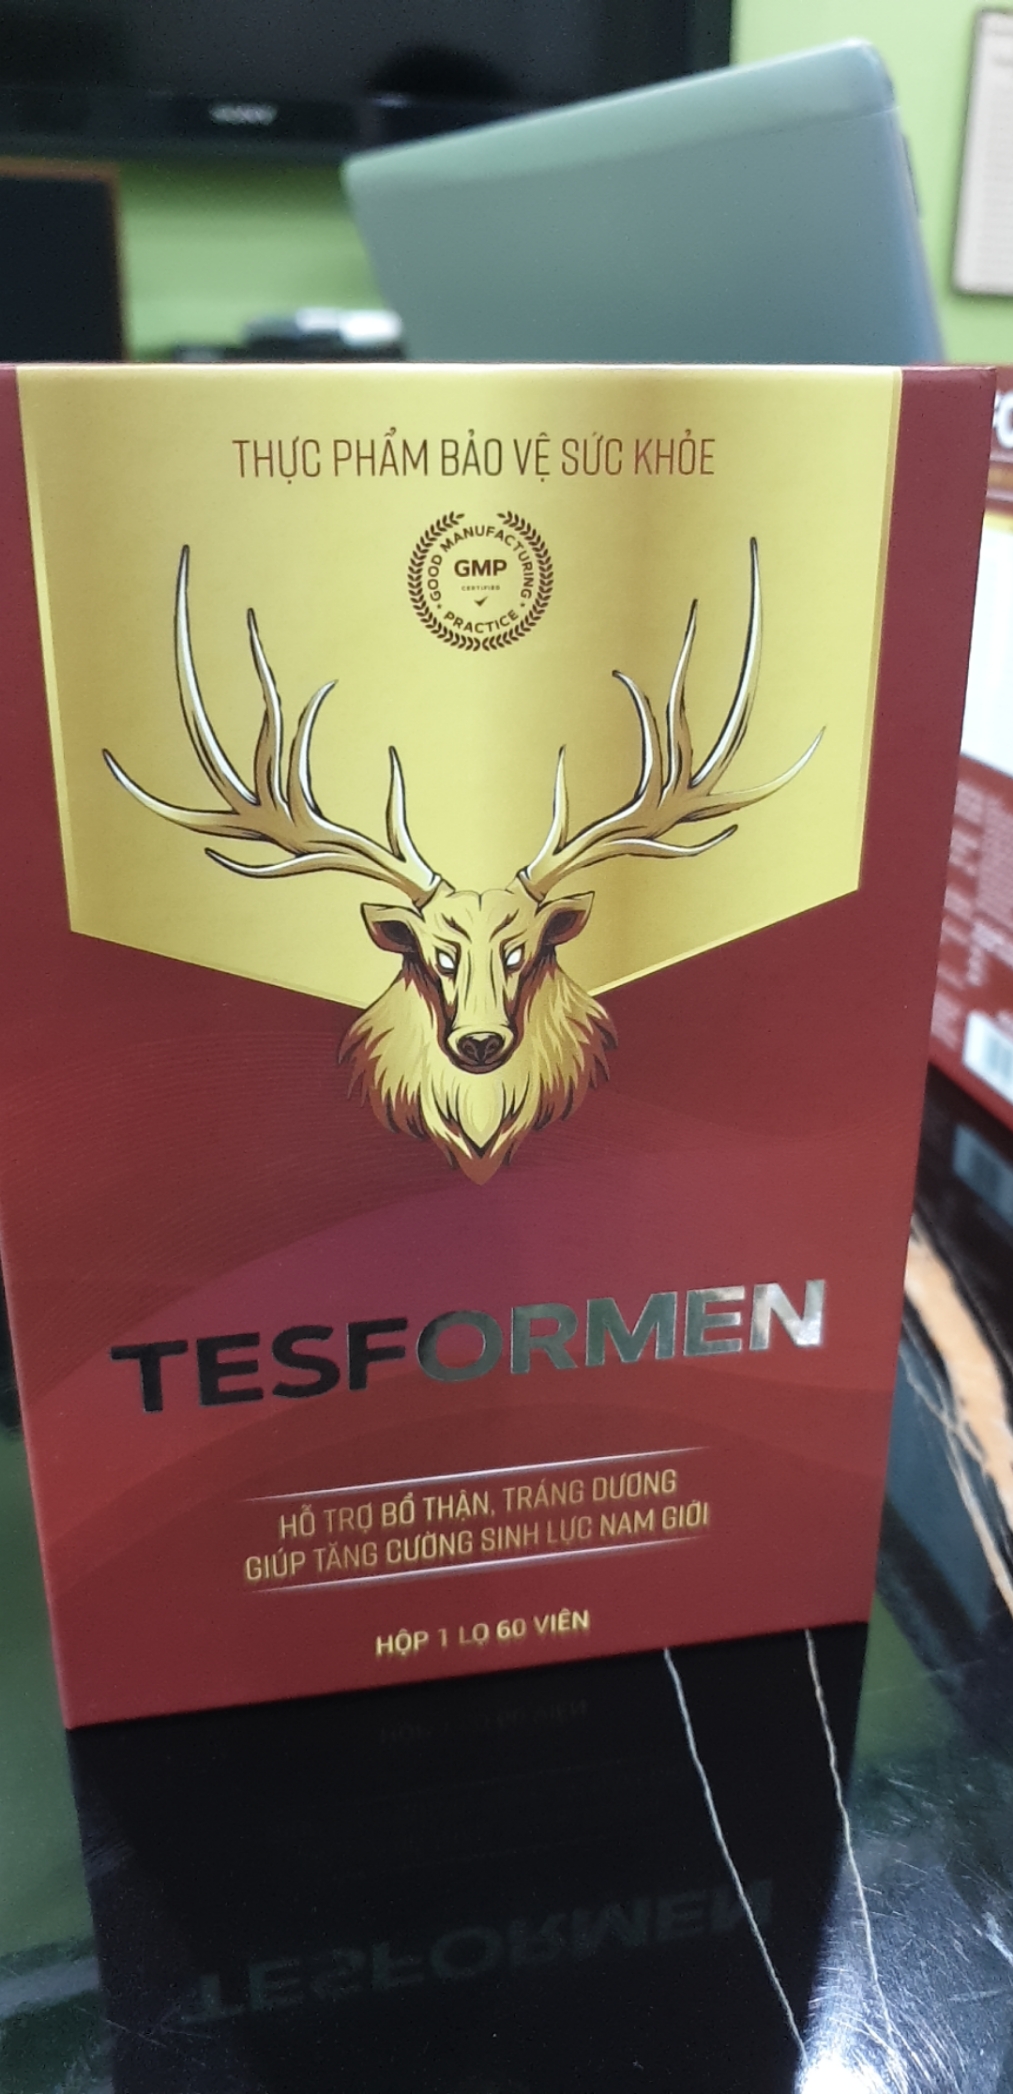 THỰC PHẨM BẢO VỆ SỨC KHỎE
GOOD MANUFACTURING PRACTICE
GMP
CERTIFIED
TESFORMEN
HỖ TRỢ BỔ THẬN, TRÁNG DƯƠNG
GIÚP TĂNG CƯỜNG SINH LỰC NAM GIỚI
HỘP 1 LỌ 60 VIÊN